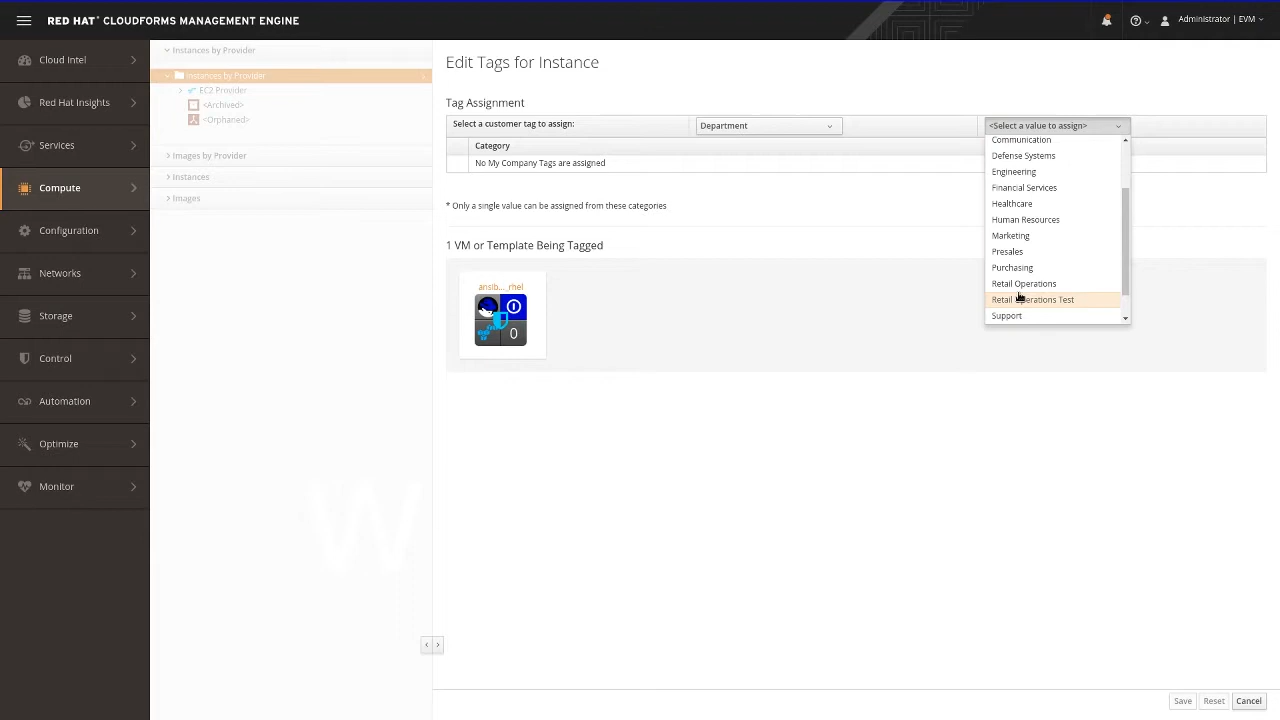 RED HAT® CLOUDFORMS MANAGEMENT ENGINE
Administrator | EVM
Cloud Intel
Red Hat Insights
Services
Compute
Configuration
Networks
Storage
Control
Automation
Optimize
Monitor
Instances by Provider
Instances by Provider
EC2 Provider
<Archived>
<Orphaned>
Images by Provider
Instances
Images
W
Edit Tags for Instance
Tag Assignment
Select a customer tag to assign:
Department
<Select a value to assign>
Category
No My Company Tags are assigned
Communication
Defense Systems
Engineering
Financial Services
Healthcare
Human Resources
Marketing
Presales
Purchasing
Retail Operations
Retail Operations Test
Support
* Only a single value can be assigned from these categories
1 VM or Template Being Tagged
ansib..._rhel
0
Save
Reset
Cancel